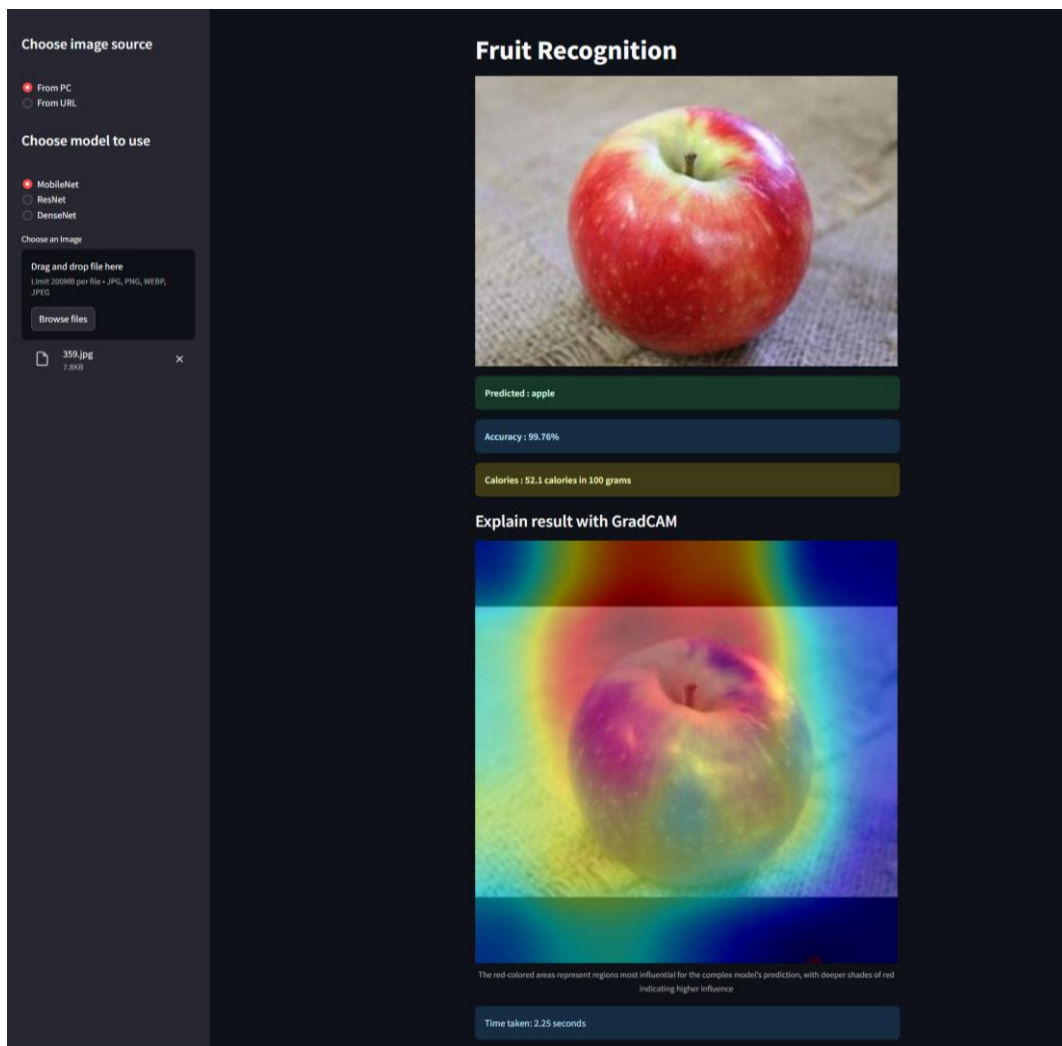 Choose image source
From PC
From URL
Choose model to use
MobileNet
ResNet
DenseNet
Choose an Image
Drag and drop file here
Limit 200MB per file • JPG, PNG, WEBP,
JPEG
Browse files
359.jpg
7.8KB
Fruit Recognition
Predicted : apple
Accuracy : 99.76%
Calories : 52.1 calories in 100 grams
Explain result with GradCAM
The red-colored areas represent regions most influential for the complex model's prediction, with deeper shades of red
indicating higher influence
Time taken: 2.25 seconds